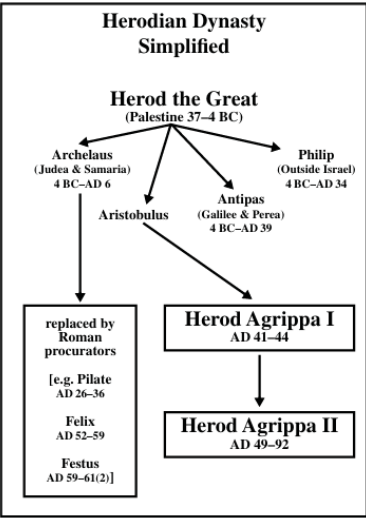 Herodian Dynasty
Simplified
Herod the Great
(Palestine 37–4 BC)
Archelaus
(Judea & Samaria)
4 BC–AD 6
Aristobulus
Antipas
(Galilee & Perea)
4 BC–AD 39
Philip
(Outside Israel)
4 BC–AD 34
replaced by
Roman
procurators
[e.g. Pilate
AD 26–36
Felix
AD 52–59
Festus
AD 59–61(2)]
Herod Agrippa I
AD 41–44
Herod Agrippa II
AD 49–92